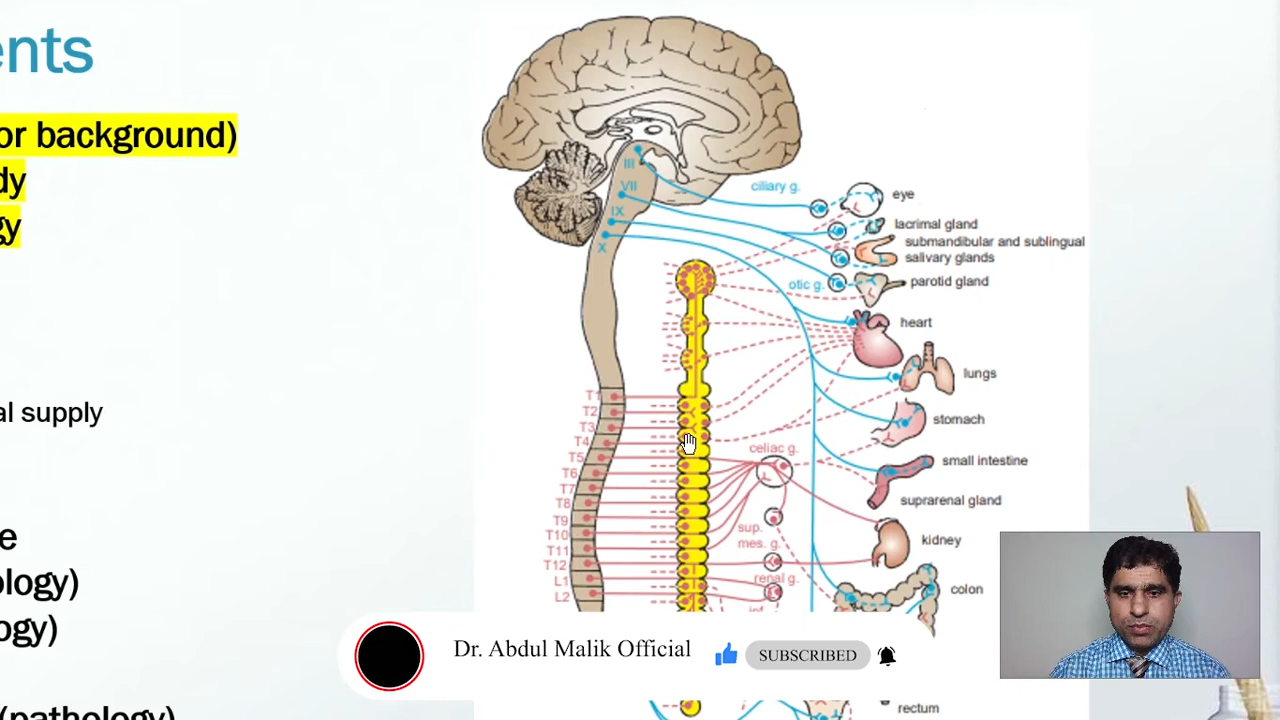 ents
or background)
dy
gy
al supply
e
ology)
ogy)
(pathology)
III
VII
IX
X
ciliary g.
eye
lacrimal gland
submandibular and sublingual
salivary glands
otic g.
parotid gland
heart
lungs
stomach
celiac g.
small intestine
suprarenal gland
sup.
mes. g.
kidney
renal g.
colon
inf.
T1
T2
T3
T4
T5
T6
T7
T8
T9
T10
T11
T12
L1
L2
Dr. Abdul Malik Official
SUBSCRIBED
rectum